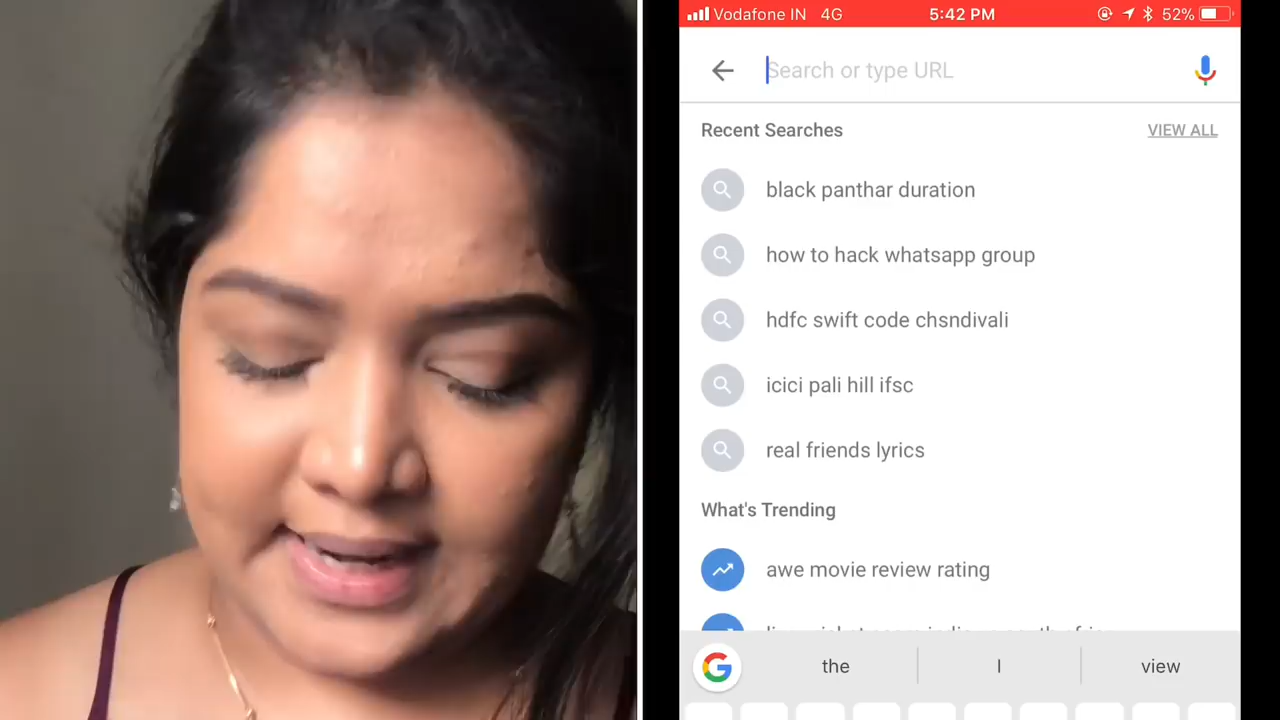 Vodafone IN 4G 5:42 PM 52%
Search or type URL
Recent Searches VIEW ALL
black panthar duration
how to hack whatsapp group
hdfc swift code chsndivali
icici pali hill ifsc
real friends lyrics
What's Trending
awe movie review rating
the I view